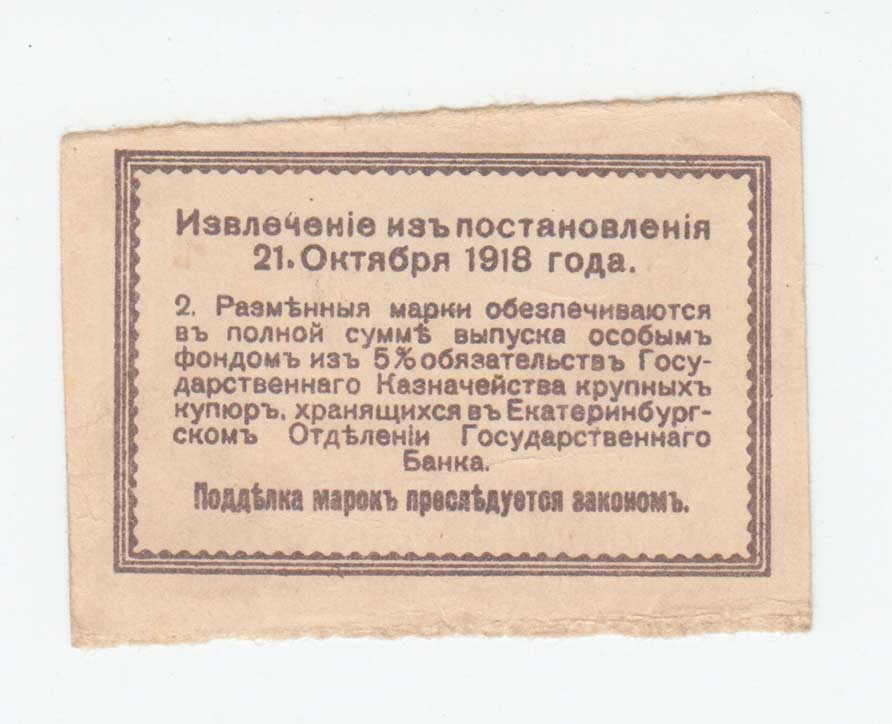 Извлеченіе изъ постановленія
21. Октября 1918 года.
2. Размѣнныя марки обезпечиваются
въ полной суммѣ выпуска особымъ
фондомъ изъ 5% обязательствъ Госу-
дарственнаго Казначейства крупныхъ
купюръ, хранящихся въ Екатеринбург-
скомъ Отдѣленіи Государственнаго
Банка.
Поддѣлка марокъ преслѣдуется закономъ.